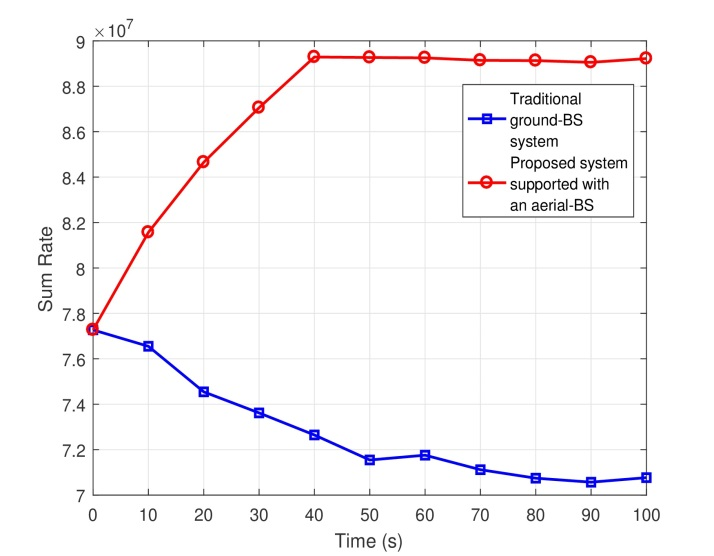 ×10⁷
9
8.8
8.6
8.4
8.2
8
7.8
7.6
7.4
7.2
7
Sum Rate
Traditional
ground-BS
system
Proposed system
supported with
an aerial-BS
0 10 20 30 40 50 60 70 80 90 100
Time (s)